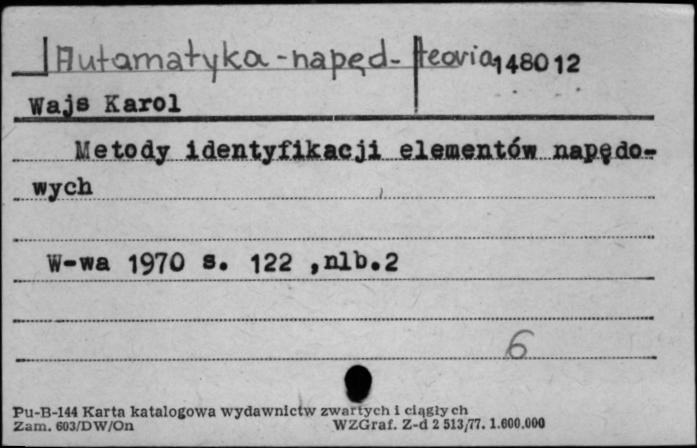 Automatyka - napęd - teoria 148012
Wajs Karol
Metody identyfikacji elementów napędo-
wych
W-wa 1970 s. 122 ,nlb.2
6
Pu-B-144 Karta katalogowa wydawnictw zwartych i ciągłych
Zam. 603/DW/On WZGraf. Z-d 2 513/77. 1.600.000